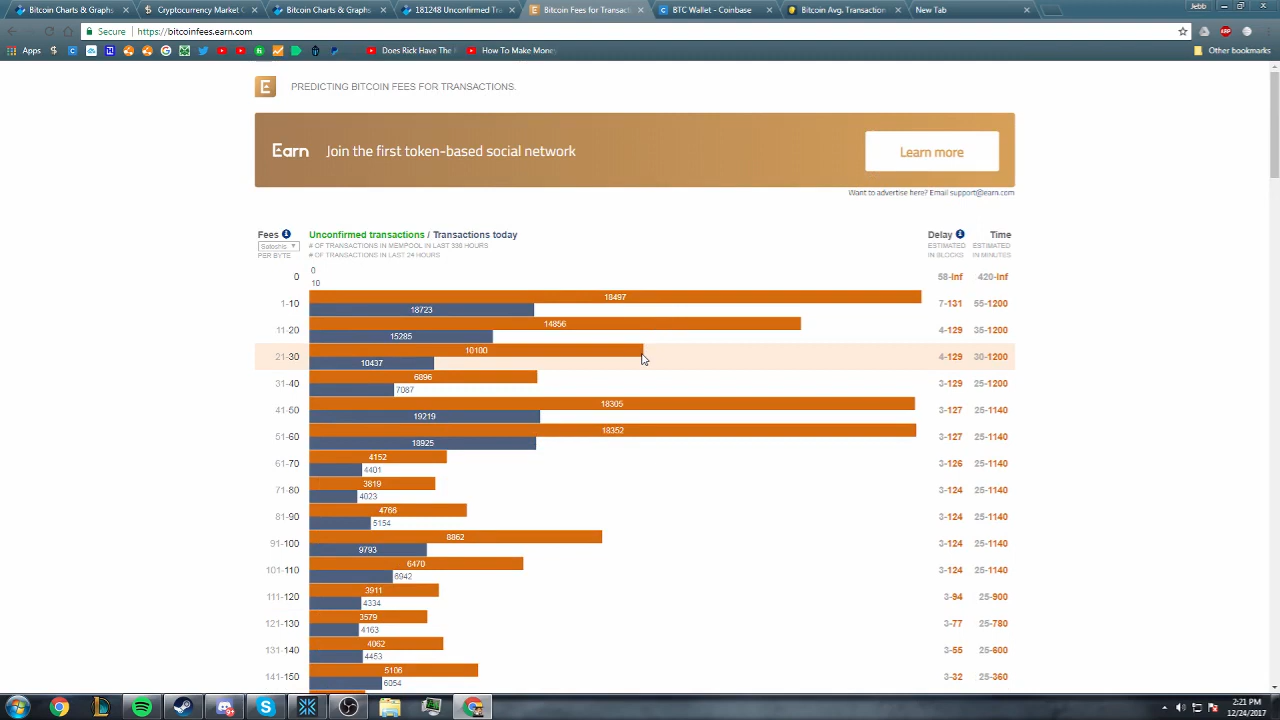 Bitcoin Charts & Graphs
Cryptocurrency Market C
Bitcoin Charts & Graphs
181248 Unconfirmed Tra
Bitcoin Fees for Transact
BTC Wallet - Coinbase
Bitcoin Avg. Transaction
New Tab
Jebb
Secure
https://bitcoinfees.earn.com
Apps
Does Rick Have The
How To Make Money
Other bookmarks
PREDICTING BITCOIN FEES FOR TRANSACTIONS.
Earn
Join the first token-based social network
Learn more
Want to advertise here? Email support@earn.com
Fees
Unconfirmed transactions / Transactions today
Delay
Time
Satoshis
# OF TRANSACTIONS IN MEMPOOL IN LAST 336 HOURS
ESTIMATED
ESTIMATED
PER BYTE
# OF TRANSACTIONS IN LAST 24 HOURS
IN BLOCKS
IN MINUTES
0
0
10
58-Inf
420-Inf
1-10
18497
18723
7-131
55-1200
11-20
14856
15285
4-129
35-1200
21-30
10100
10437
4-129
30-1200
31-40
6896
7087
3-129
25-1200
41-50
18305
19219
3-127
25-1140
51-60
18352
18925
3-127
25-1140
61-70
4152
4401
3-126
25-1140
71-80
3819
4023
3-124
25-1140
81-90
4766
5154
3-124
25-1140
91-100
8862
9793
3-124
25-1140
101-110
6470
6942
3-124
25-1140
111-120
3911
4334
3-94
25-900
121-130
3579
4163
3-77
25-780
131-140
4062
4453
3-55
25-600
141-150
5106
6054
3-32
25-360
2:21 PM
12/24/2017